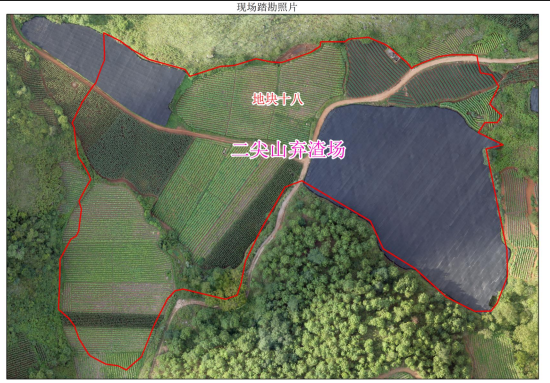 现场踏勘照片
地块十八
二尖山弃渣场